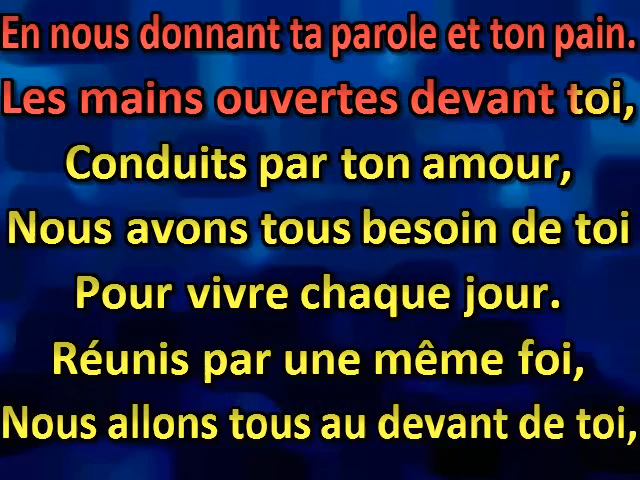 En nous donnant ta parole et ton pain.
Les mains ouvertes devant toi,
Conduits par ton amour,
Nous avons tous besoin de toi
Pour vivre chaque jour.
Réunis par une même foi,
Nous allons tous au devant de toi,